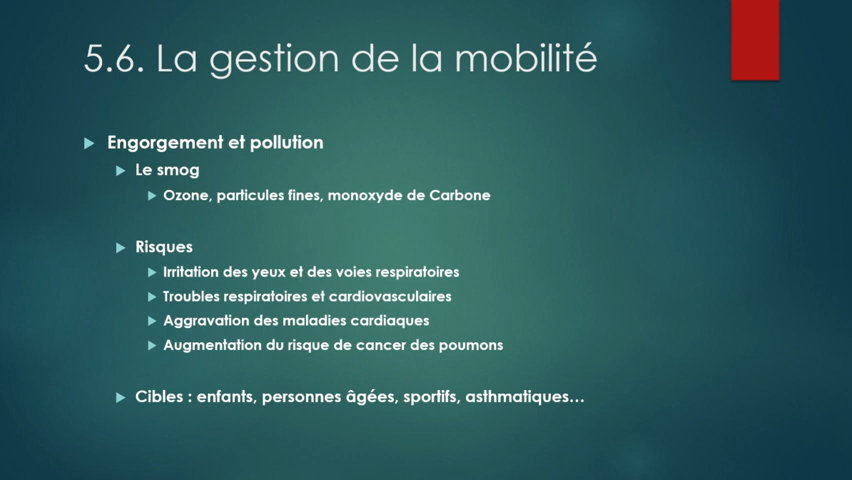 5.6. La gestion de la mobilité
Engorgement et pollution
Le smog
Ozone, particules fines, monoxyde de Carbone
Risques
Irritation des yeux et des voies respiratoires
Troubles respiratoires et cardiovasculaires
Aggravation des maladies cardiaques
Augmentation du risque de cancer des poumons
Cibles : enfants, personnes âgées, sportifs, asthmatiques…